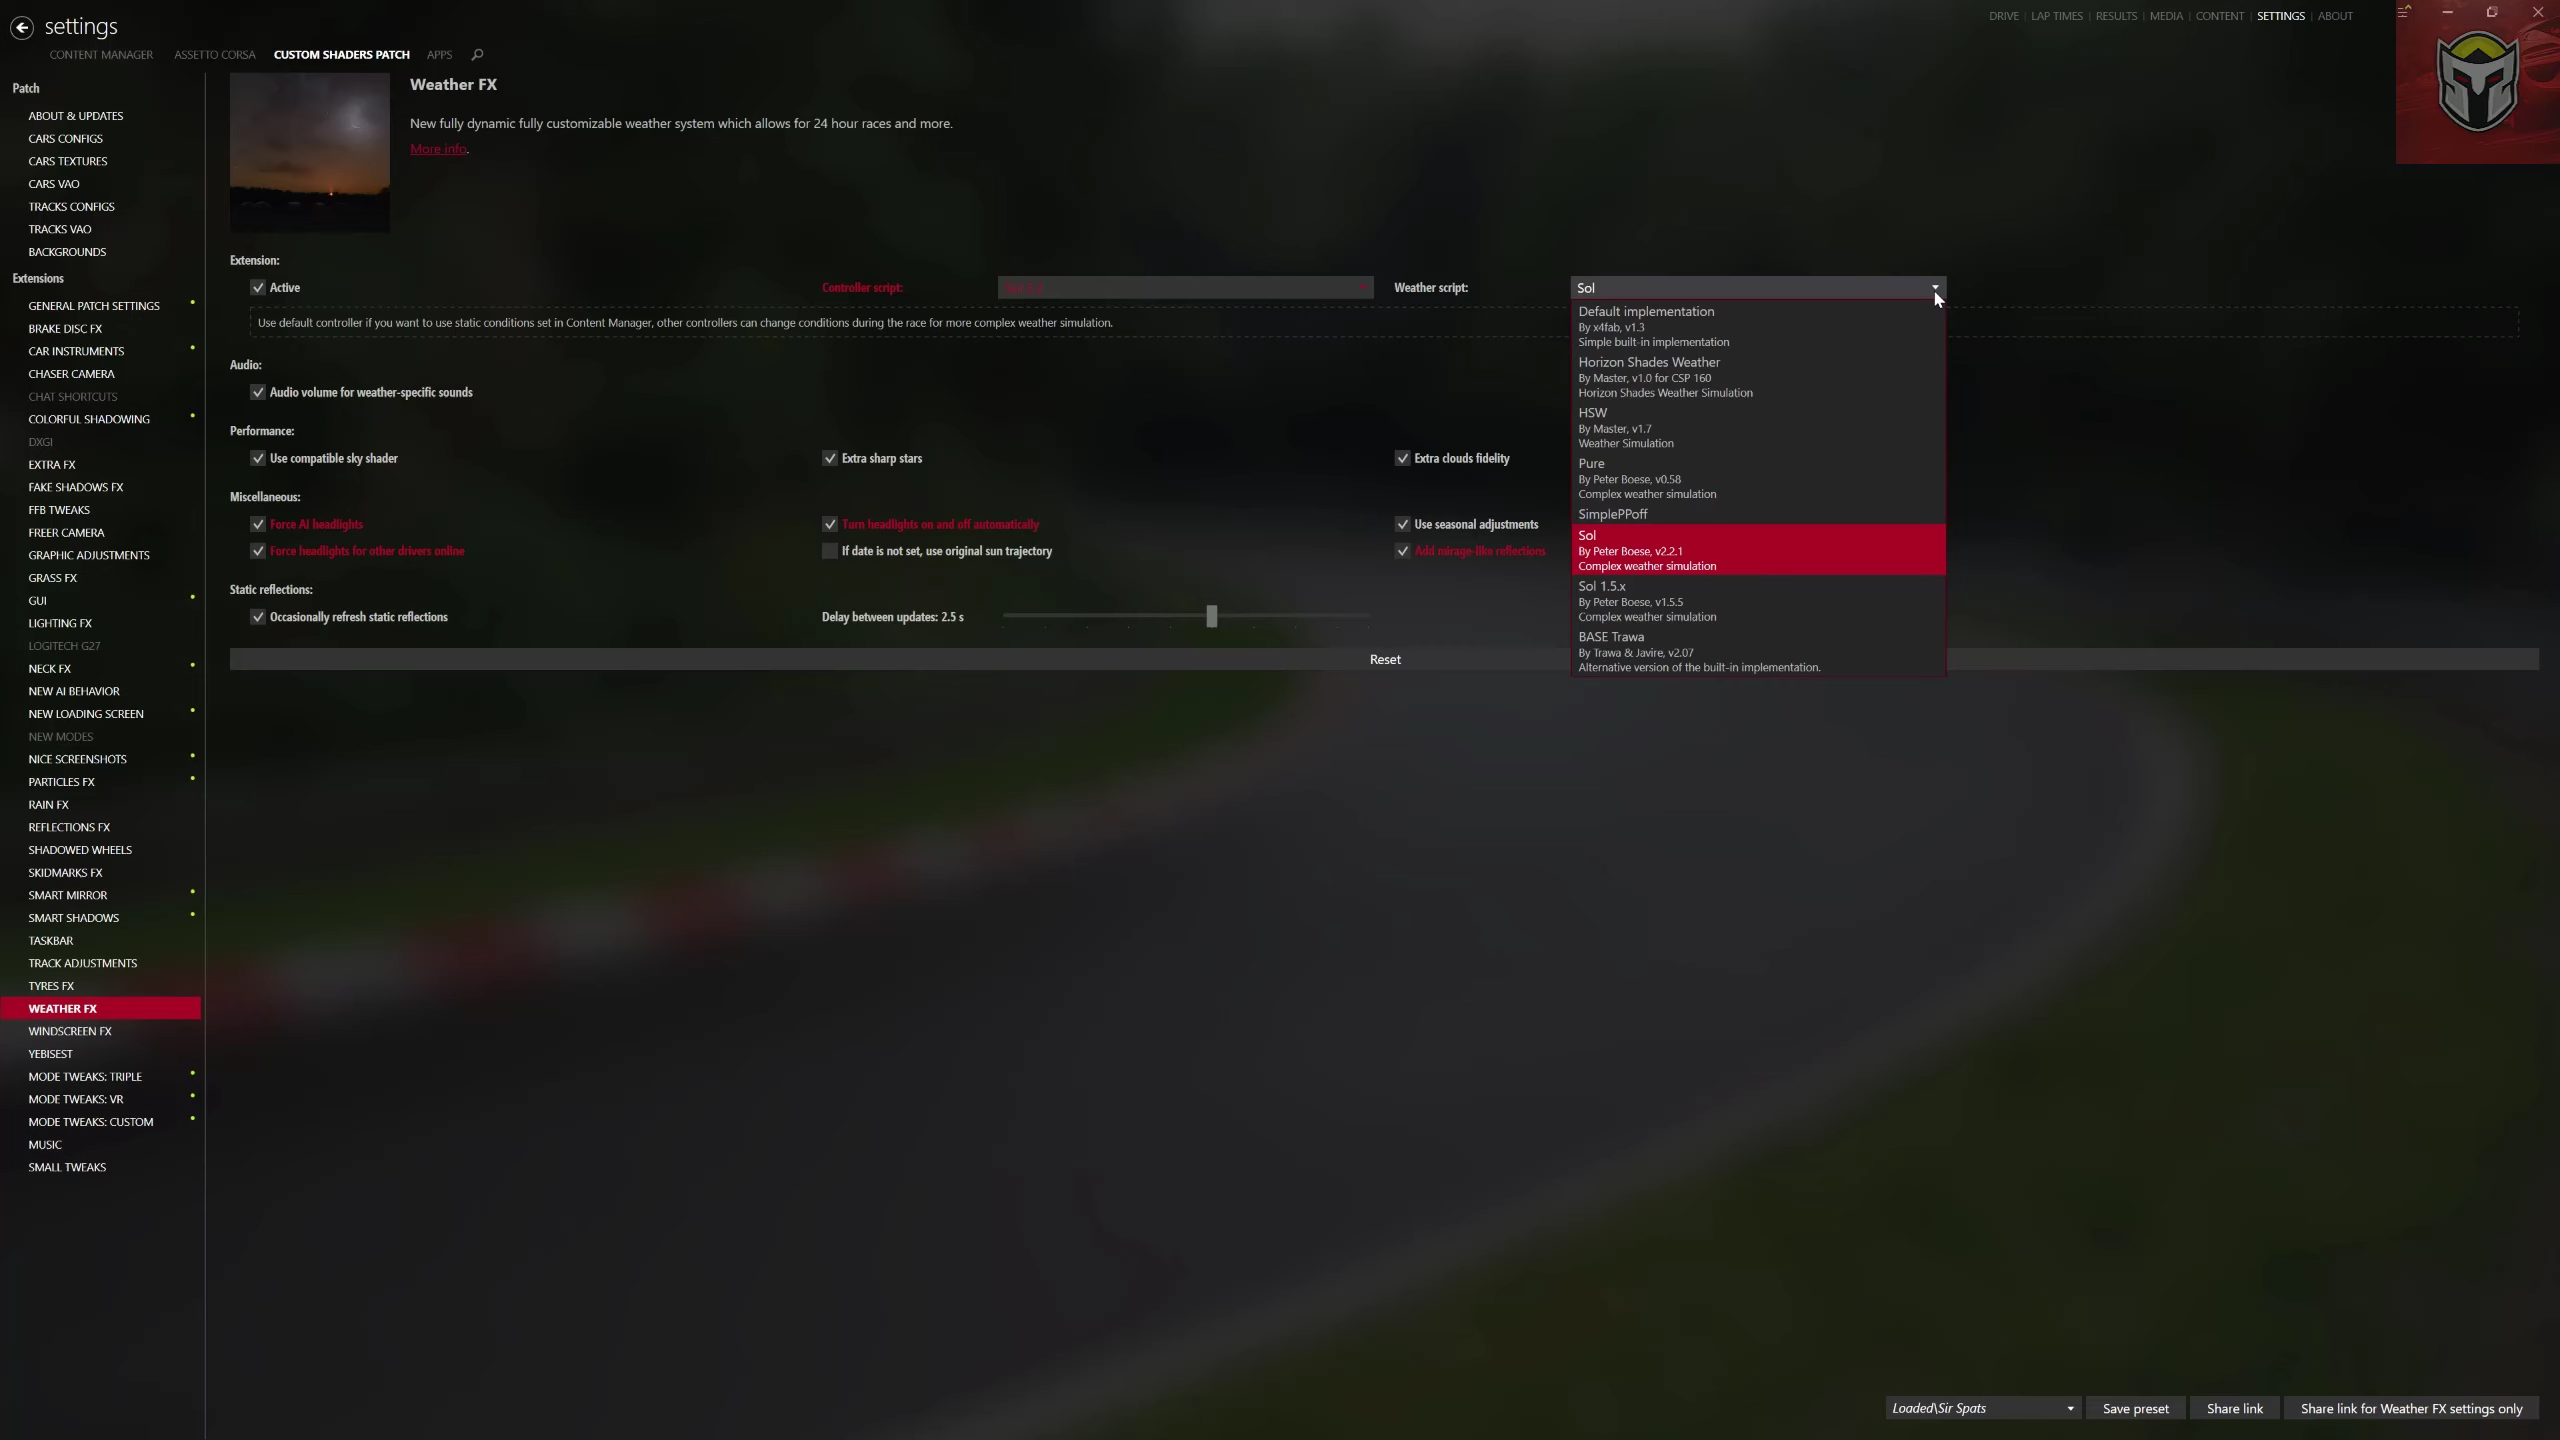 settings
DRIVE | LAP TIMES | RESULTS | MEDIA | CONTENT | SETTINGS | ABOUT
CONTENT MANAGER ASSETTO CORSA CUSTOM SHADERS PATCH APPS
Patch
ABOUT & UPDATES
CARS CONFIGS
CARS TEXTURES
CARS VAO
TRACKS CONFIGS
TRACKS VAO
BACKGROUNDS
Extensions
GENERAL PATCH SETTINGS
BRAKE DISC FX
CAR INSTRUMENTS
CHASER CAMERA
CHAT SHORTCUTS
COLORFUL SHADOWING
DXGI
EXTRA FX
FAKE SHADOWS FX
FFB TWEAKS
FREER CAMERA
GRAPHIC ADJUSTMENTS
GRASS FX
GUI
LIGHTING FX
LOGITECH G27
NECK FX
NEW AI BEHAVIOR
NEW LOADING SCREEN
NEW MODES
NICE SCREENSHOTS
PARTICLES FX
RAIN FX
REFLECTIONS FX
SHADOWED WHEELS
SKIDMARKS FX
SMART MIRROR
SMART SHADOWS
TASKBAR
TRACK ADJUSTMENTS
TYRES FX
WEATHER FX
WINDSCREEN FX
YEBISEST
MODE TWEAKS: TRIPLE
MODE TWEAKS: VR
MODE TWEAKS: CUSTOM
MUSIC
SMALL TWEAKS
Weather FX
New fully dynamic fully customizable weather system which allows for 24 hour races and more.
More info.
Extension:
Active
Controller script:
Weather script: Sol
Use default controller if you want to use static conditions set in Content Manager, other controllers can change conditions during the race for more complex weather simulation.
Audio:
Audio volume for weather-specific sounds
Performance:
Use compatible sky shader
Extra sharp stars
Extra clouds fidelity
Miscellaneous:
Force AI headlights
Turn headlights on and off automatically
Use seasonal adjustments
Force headlights for other drivers online
If date is not set, use original sun trajectory
Add mirage-like reflections
Static reflections:
Occasionally refresh static reflections
Delay between updates: 2.5 s
Reset
Default implementation
By x4fab, v1.3
Simple built-in implementation
Horizon Shades Weather
By Master, v1.0 for CSP 160
Horizon Shades Weather Simulation
HSW
By Master, v1.7
Weather Simulation
Pure
By Peter Boese, v0.58
Complex weather simulation
SimplePPoff
Sol
By Peter Boese, v2.2.1
Complex weather simulation
Sol 1.5.x
By Peter Boese, v1.5.5
Complex weather simulation
BASE Trawa
By Trawa & Javire, v2.07
Alternative version of the built-in implementation.
Loaded\Sir Spats
Save preset
Share link
Share link for Weather FX settings only